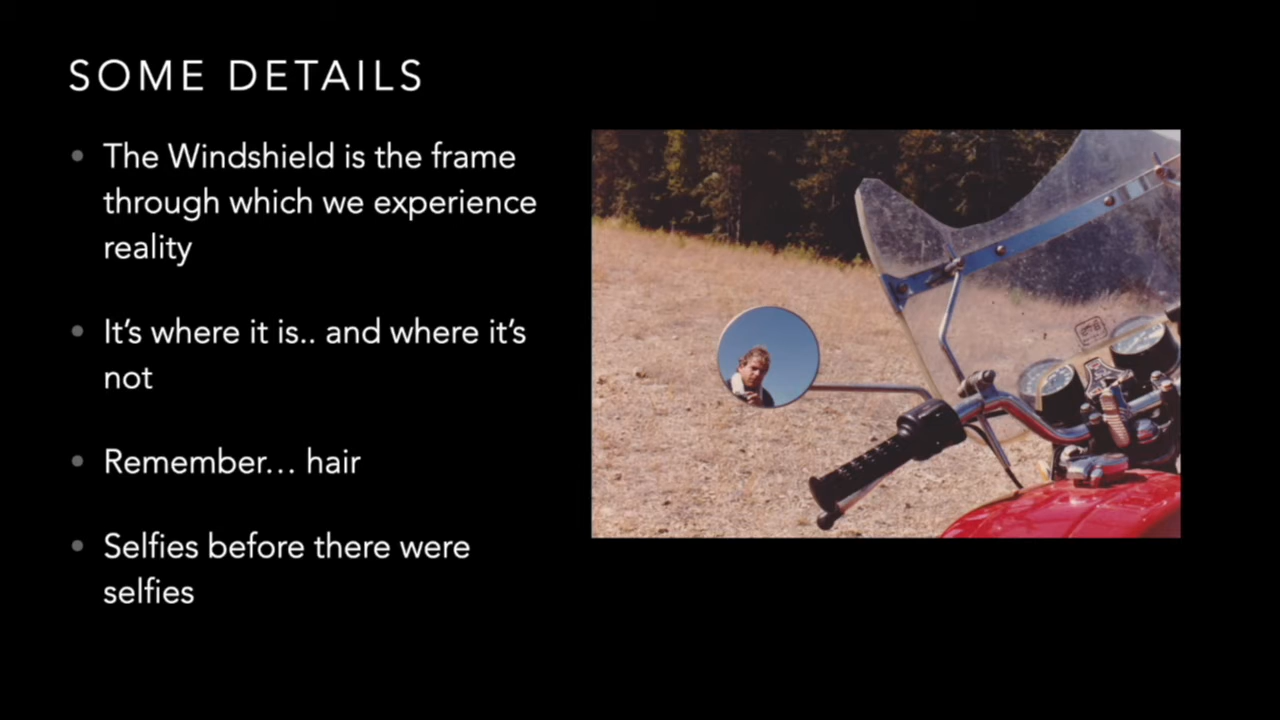 SOME DETAILS
The Windshield is the frame
through which we experience
reality
It's where it is.. and where it's
not
Remember... hair
Selfies before there were
selfies